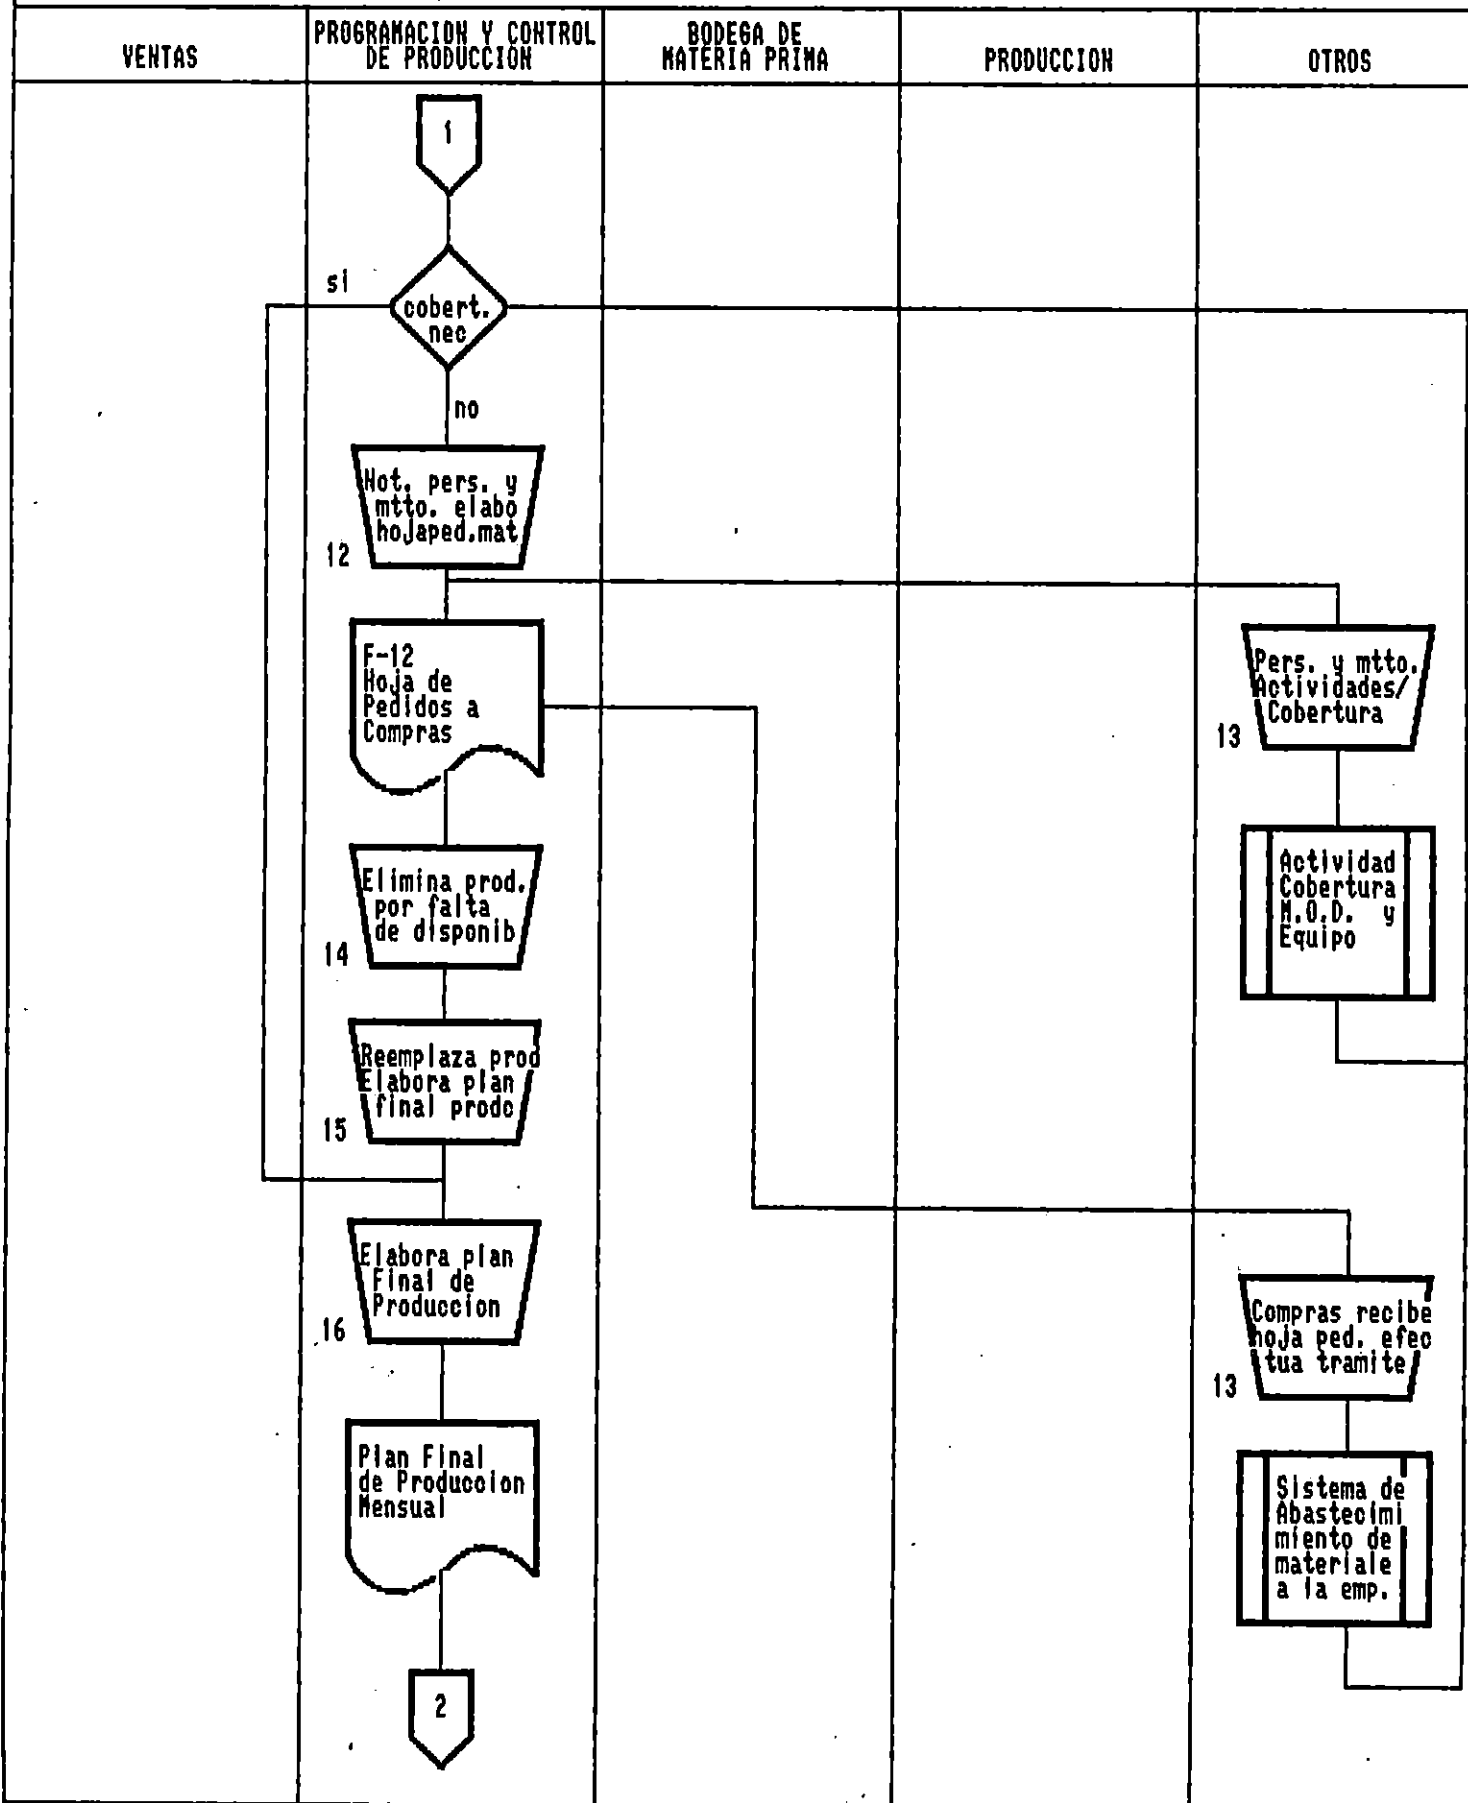 VENTAS
PROGRAMACION Y CONTROL
DE PRODUCCION
BODEGA DE
MATERIA PRIMA
PRODUCCION
OTROS
1
si
cobert.
nec
no
Not. pers. y
mtto. elabo
hojaped.mat
12
F-12
Hoja de
Pedidos a
Compras
Pers. y mtto.
Actividades/
Cobertura
13
Actividad
Cobertura
M.O.D. y
Equipo
Elimina prod.
por falta
de disponib
14
Reemplaza prod
Elabora plan
final prodc
15
Elabora plan
Final de
Produccion
16
Compras recibe
hoja ped. efec
tua tramite
13
Plan Final
de Produccion
Mensual
Sistema de
Abastecimi
miento de
materiale
a la emp.
2